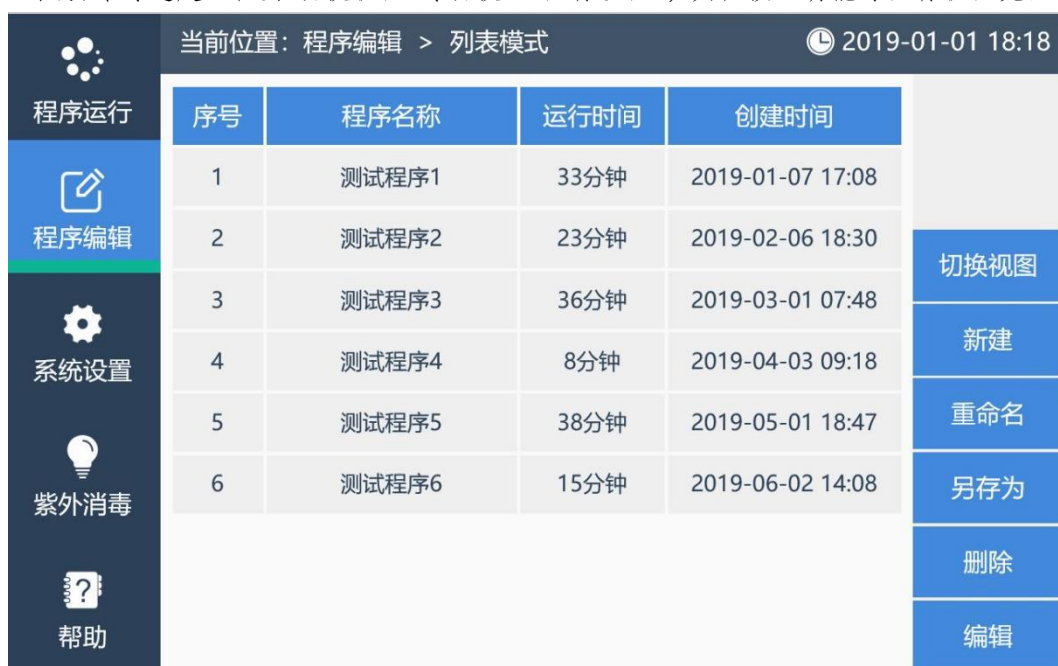 当前位置：程序编辑 > 列表模式
2019-01-01 18:18
程序运行
程序编辑
系统设置
紫外消毒
帮助
序号 程序名称 运行时间 创建时间
1 测试程序1 33分钟 2019-01-07 17:08
2 测试程序2 23分钟 2019-02-06 18:30
3 测试程序3 36分钟 2019-03-01 07:48
4 测试程序4 8分钟 2019-04-03 09:18
5 测试程序5 38分钟 2019-05-01 18:47
6 测试程序6 15分钟 2019-06-02 14:08
切换视图
新建
重命名
另存为
删除
编辑